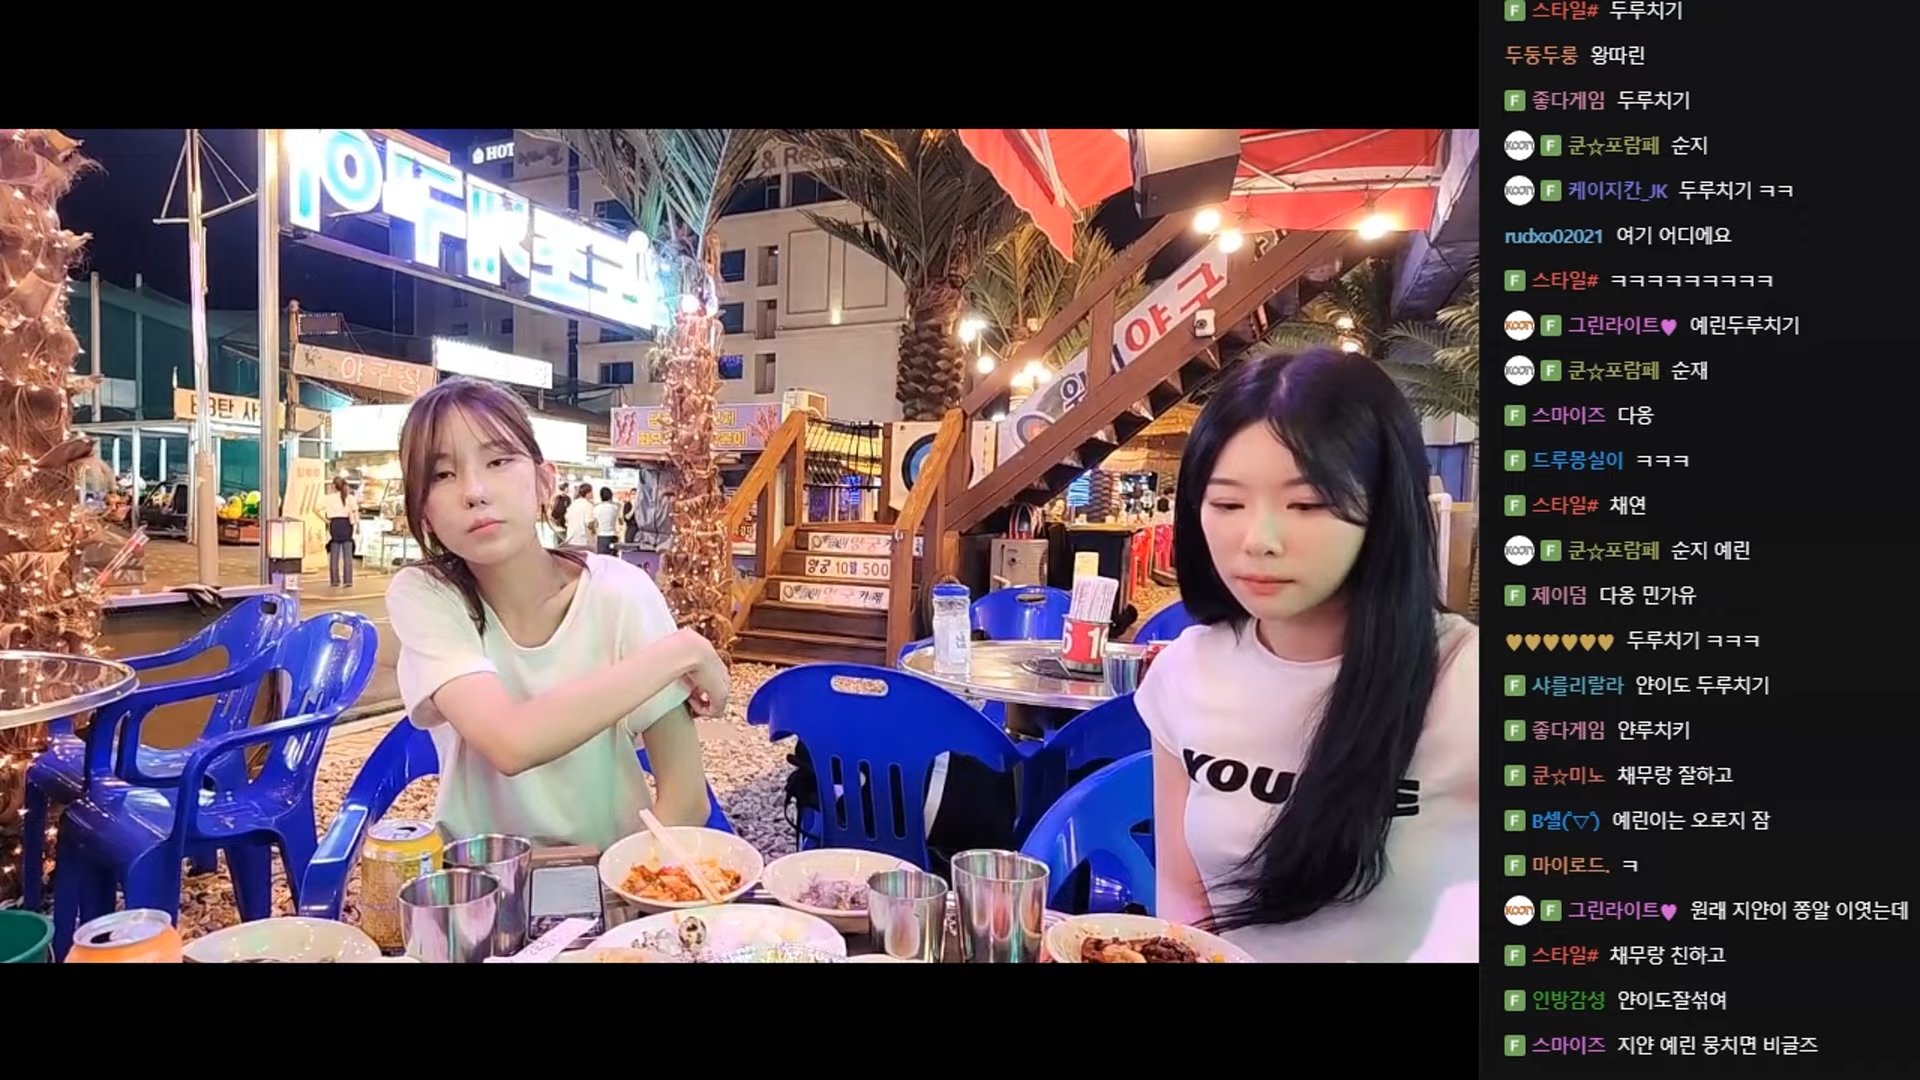 HOT
양궁 10발 500
YOU
스타일# 두루치기
두둥두룽 왕따린
F 좋다게임 두루치기
KOON F 쿤☆포람페 순지
KOON F 케이지칸_JK 두루치기 ㅋㅋ
rudxo02021 여기 어디에요
F 스타일# ㅋㅋㅋㅋㅋㅋㅋㅋㅋ
KOON F 그린라이트♥ 예린두루치기
KOON F 쿤☆포람페 순재
F 스마이즈 다옹
F 드루몽실이 ㅋㅋㅋ
F 스타일# 채연
KOON F 쿤☆포람페 순지 예린
F 제이덤 다옹 민가유
♥♥♥♥♥♥ 두루치기 ㅋㅋㅋ
F 샤를리랄라 얀이도 두루치기
F 좋다게임 얀루치키
F 쿤☆미노 채무랑 잘하고
F B셀(˚▽˚) 예린이는 오로지 잠
F 마이로드. ㅋ
KOON F 그린라이트♥ 원래 지얀이 쫑알 이엿는데
F 스타일# 채무랑 친하고
F 인방감성 얀이도잘섞여
F 스마이즈 지얀 예린 뭉치면 비글즈